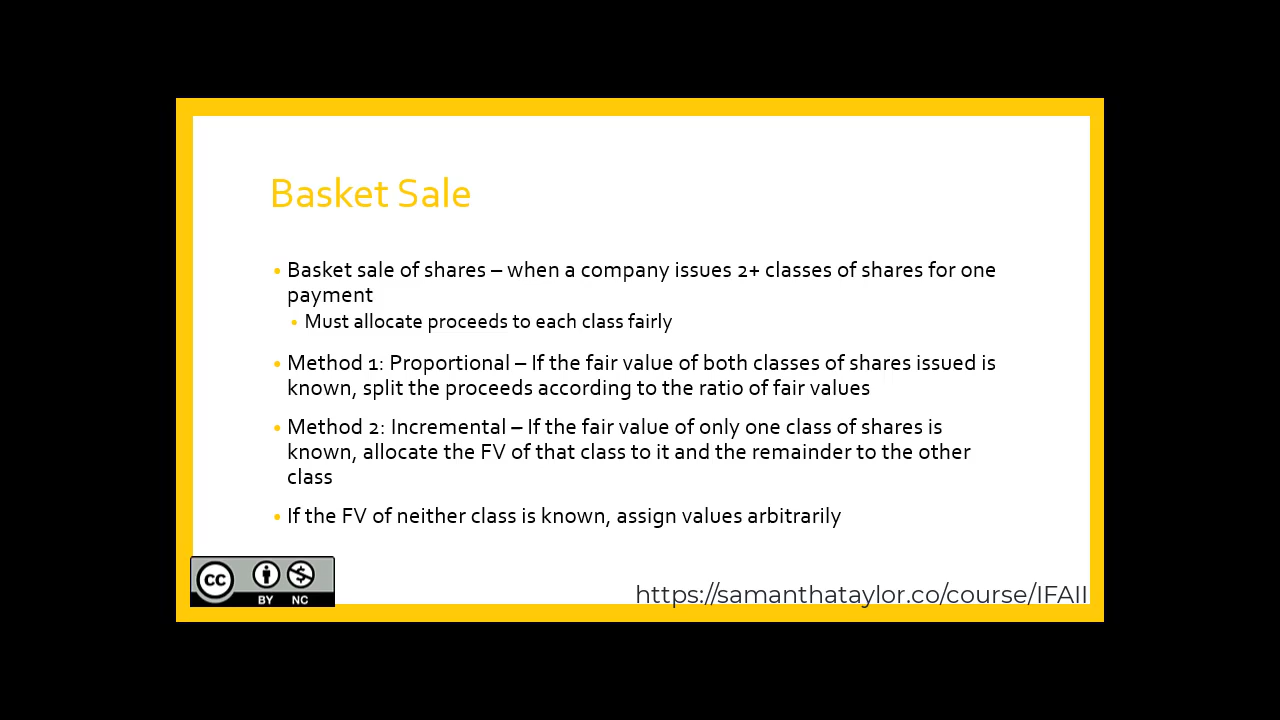 Basket Sale
• Basket sale of shares – when a company issues 2+ classes of shares for one
payment
• Must allocate proceeds to each class fairly
• Method 1: Proportional – If the fair value of both classes of shares issued is
known, split the proceeds according to the ratio of fair values
• Method 2: Incremental – If the fair value of only one class of shares is
known, allocate the FV of that class to it and the remainder to the other
class
• If the FV of neither class is known, assign values arbitrarily
cc
BY NC
https://samanthataylor.co/course/IFAII